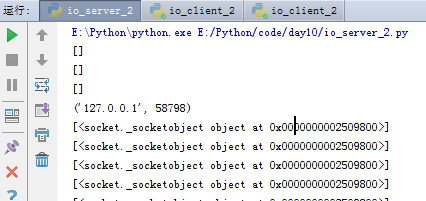 运行: io_server_2 io_client_2 io_client_2
E:\Python\python.exe E:/Python/code/day10/io_server_2.py
[]
[]
[]
('127.0.0.1', 58798)
[<socket._socketobject object at 0x0000000002509800>]
[<socket._socketobject object at 0x0000000002509800>]
[<socket._socketobject object at 0x0000000002509800>]
[<socket._socketobject object at 0x0000000002509800>]